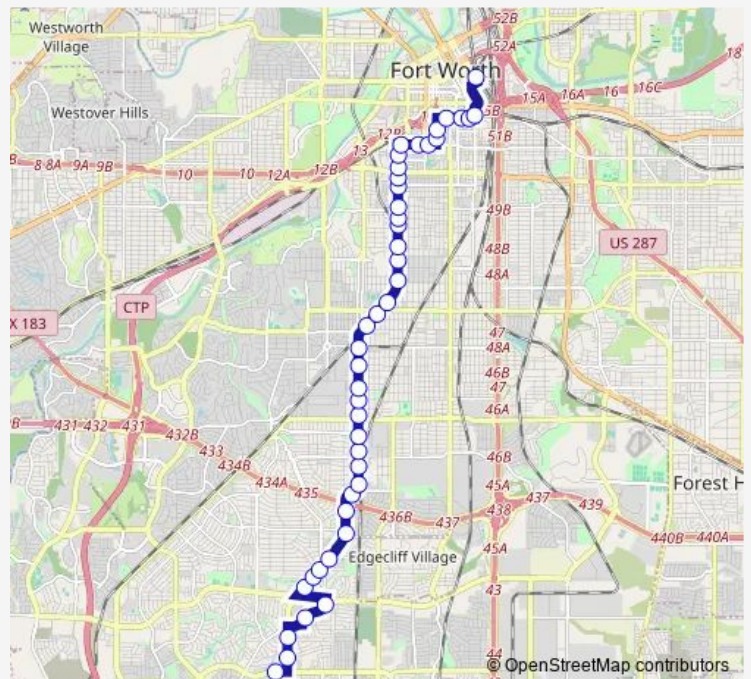 52B
Westworth
Village
52A
18
Fort Worth
16A 16 16C
15A
Westover Hills
5B
12B
51B
13
8 8A 9A 9B
12B
10
10 12A
49B
US 287
48B
48A
CTP
X 183
47
48A
46B
47
46A
B
431 432 431
432B
433
46B
434B
434A
45A
Forest H
435
437
439
438
436B 437
440B 440A
45A
Edgecliff Village
43
44
© OpenStreetMap contributors